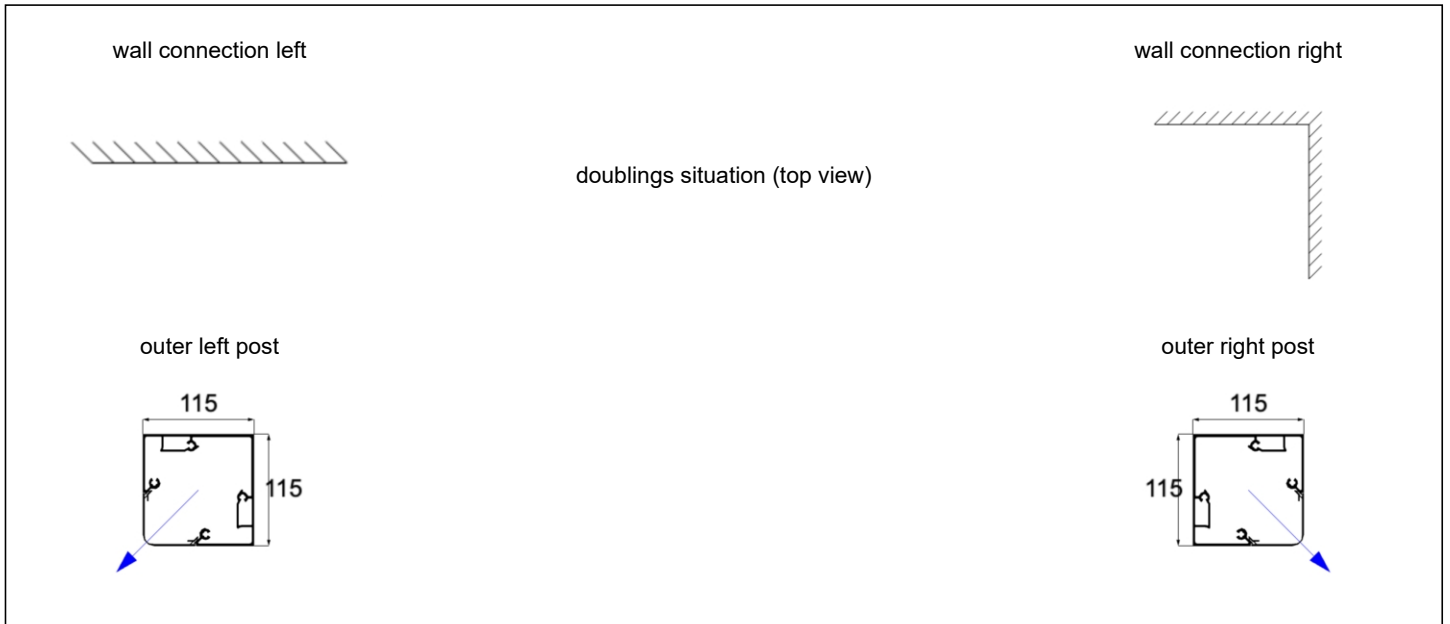 wall connection left
wall connection right
doublings situation (top view)
outer left post
outer right post
115
115
115
115